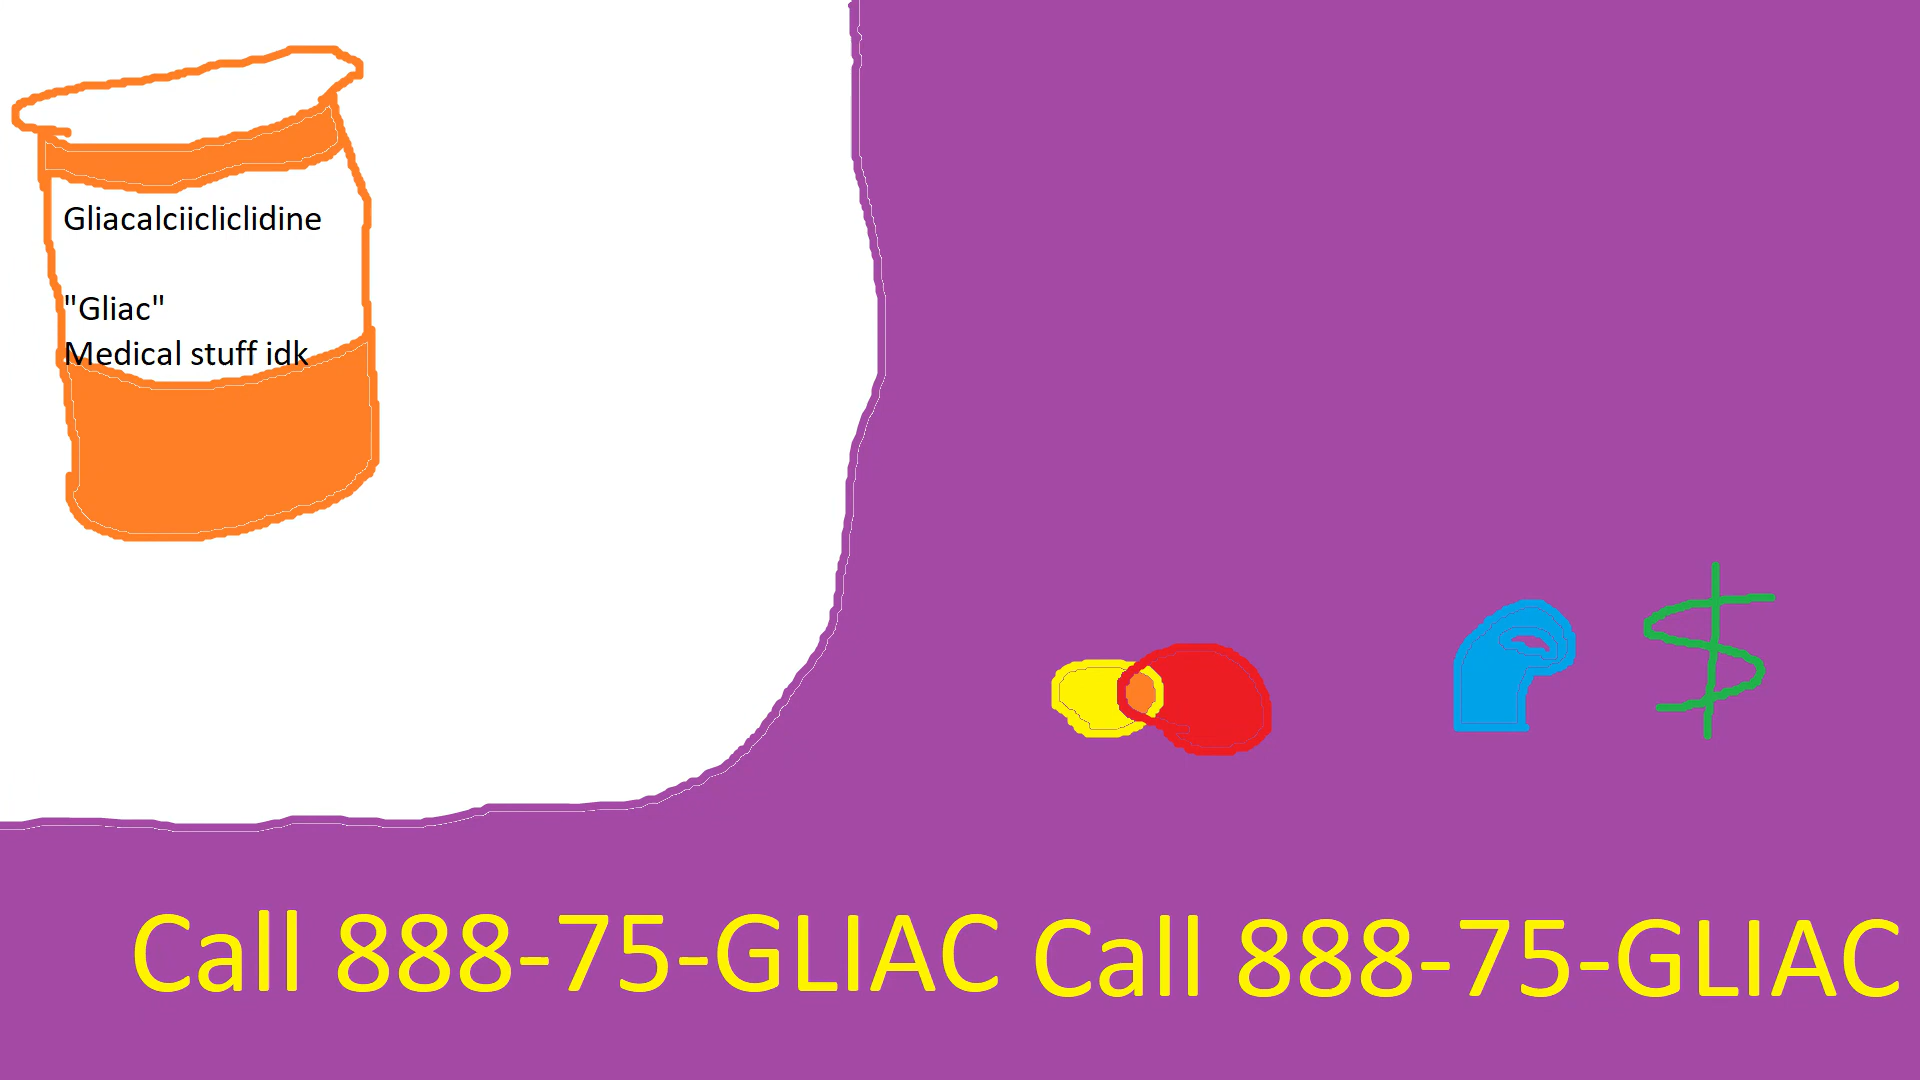 Gliacalciicliclidine
"Gliac"
Medical stuff idk
$
Call 888-75-GLIAC Call 888-75-GLIAC